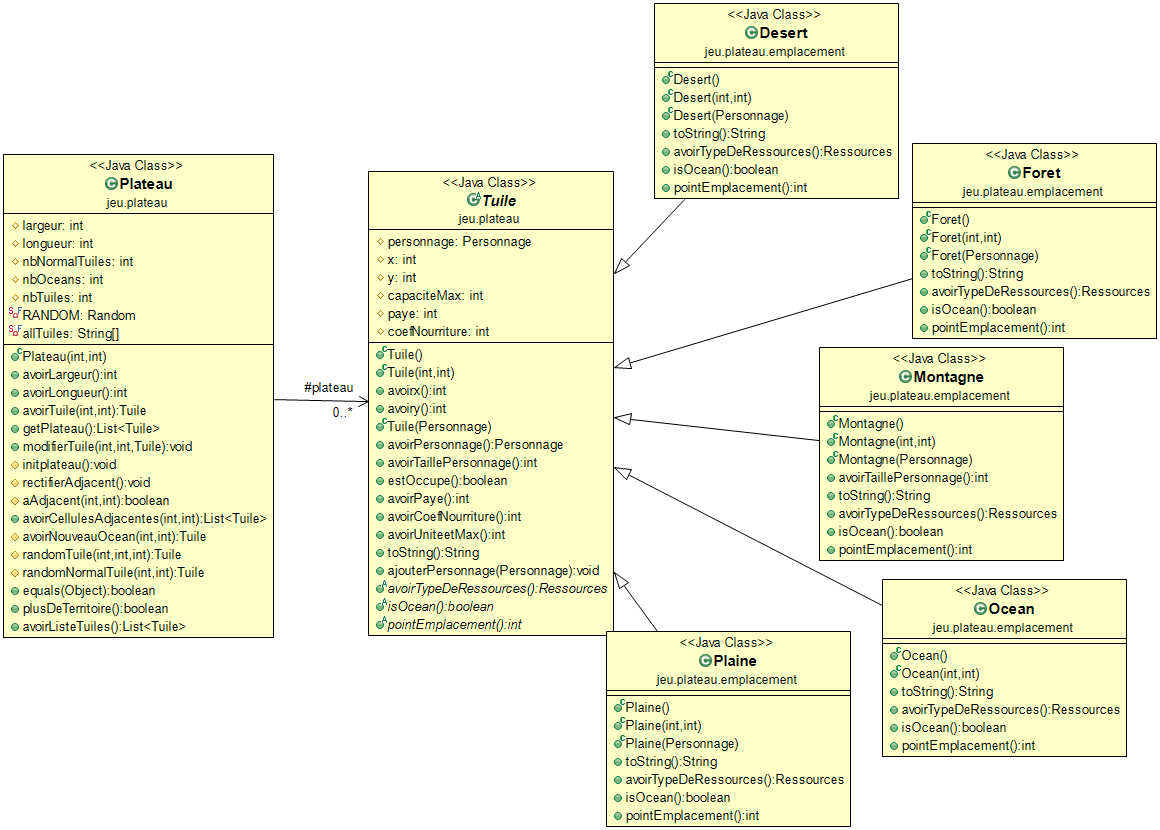 <<Java Class>>
Plateau
jeu.plateau
largeur: int
longueur: int
nbNormalTuiles: int
nbOceans: int
nbTuiles: int
RANDOM: Random
allTuiles: String[]
Plateau(int,int)
avoirLargeur():int
avoirLongueur():int
avoirTuile(int,int):Tuile
getPlateau():List<Tuile>
modifierTuile(int,int,Tuile):void
initplateau():void
rectifierAdjacent():void
aAdjacent(int,int):boolean
avoirCellulesAdjacentes(int,int):List<Tuile>
avoirNouveauOcean(int,int):Tuile
randomTuile(int,int,int):Tuile
randomNormalTuile(int,int):Tuile
equals(Object):boolean
plusDeTerritoire():boolean
avoirListeTuiles():List<Tuile>
#plateau
0..*
<<Java Class>>
Tuile
jeu.plateau
personnage: Personnage
x: int
y: int
capaciteMax: int
paye: int
coefNourriture: int
Tuile()
Tuile(int,int)
avoirx():int
avoiry():int
Tuile(Personnage)
avoirPersonnage():Personnage
avoirTaillePersonnage():int
estOccupe():boolean
avoirPaye():int
avoirCoefNourriture():int
avoirUniteetMax():int
toString():String
ajouterPersonnage(Personnage):void
avoirTypeDeRessources():Ressources
isOcean():boolean
pointEmplacement():int
<<Java Class>>
Desert
jeu.plateau.emplacement
Desert()
Desert(int,int)
Desert(Personnage)
toString():String
avoirTypeDeRessources():Ressources
isOcean():boolean
pointEmplacement():int
<<Java Class>>
Foret
jeu.plateau.emplacement
Foret()
Foret(int,int)
Foret(Personnage)
toString():String
avoirTypeDeRessources():Ressources
isOcean():boolean
pointEmplacement():int
<<Java Class>>
Montagne
jeu.plateau.emplacement
Montagne()
Montagne(int,int)
Montagne(Personnage)
avoirTaillePersonnage():int
toString():String
avoirTypeDeRessources():Ressources
isOcean():boolean
pointEmplacement():int
<<Java Class>>
Ocean
jeu.plateau.emplacement
Ocean()
Ocean(int,int)
toString():String
avoirTypeDeRessources():Ressources
isOcean():boolean
pointEmplacement():int
<<Java Class>>
Plaine
jeu.plateau.emplacement
Plaine()
Plaine(int,int)
Plaine(Personnage)
toString():String
avoirTypeDeRessources():Ressources
isOcean():boolean
pointEmplacement():int